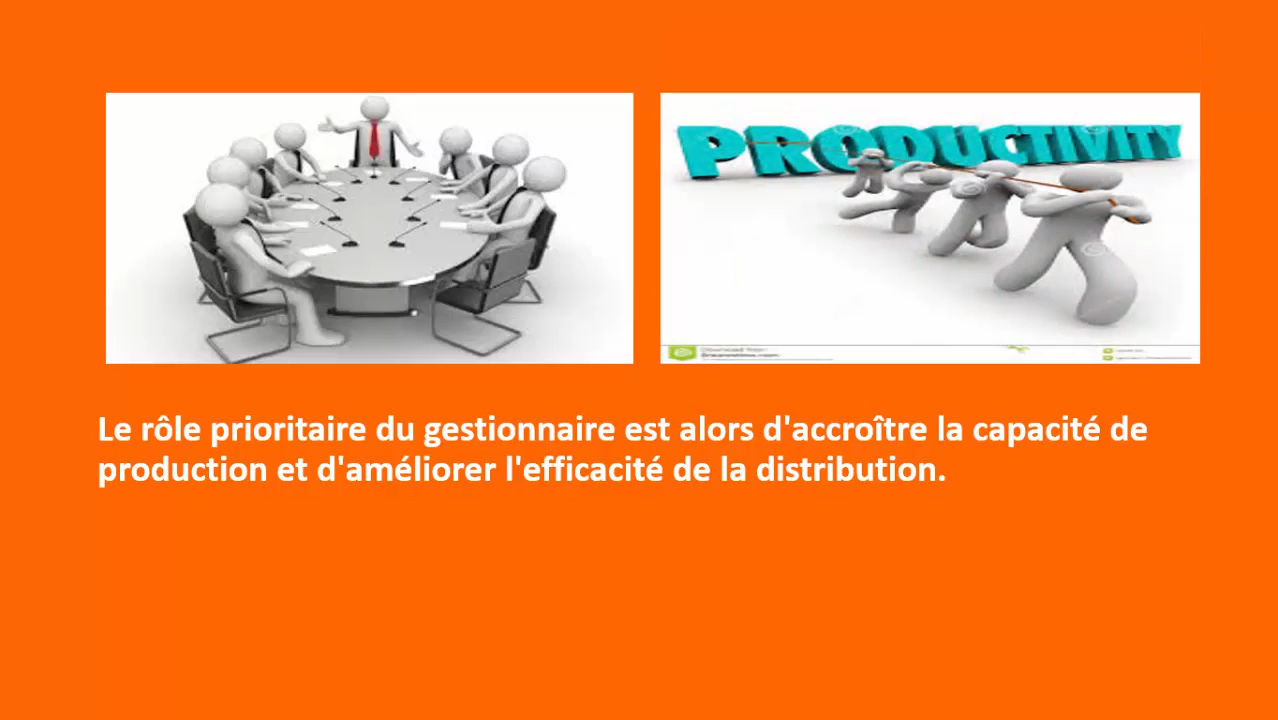 PRODUCTIVITY
Le rôle prioritaire du gestionnaire est alors d'accroître la capacité de
production et d'améliorer l'efficacité de la distribution.